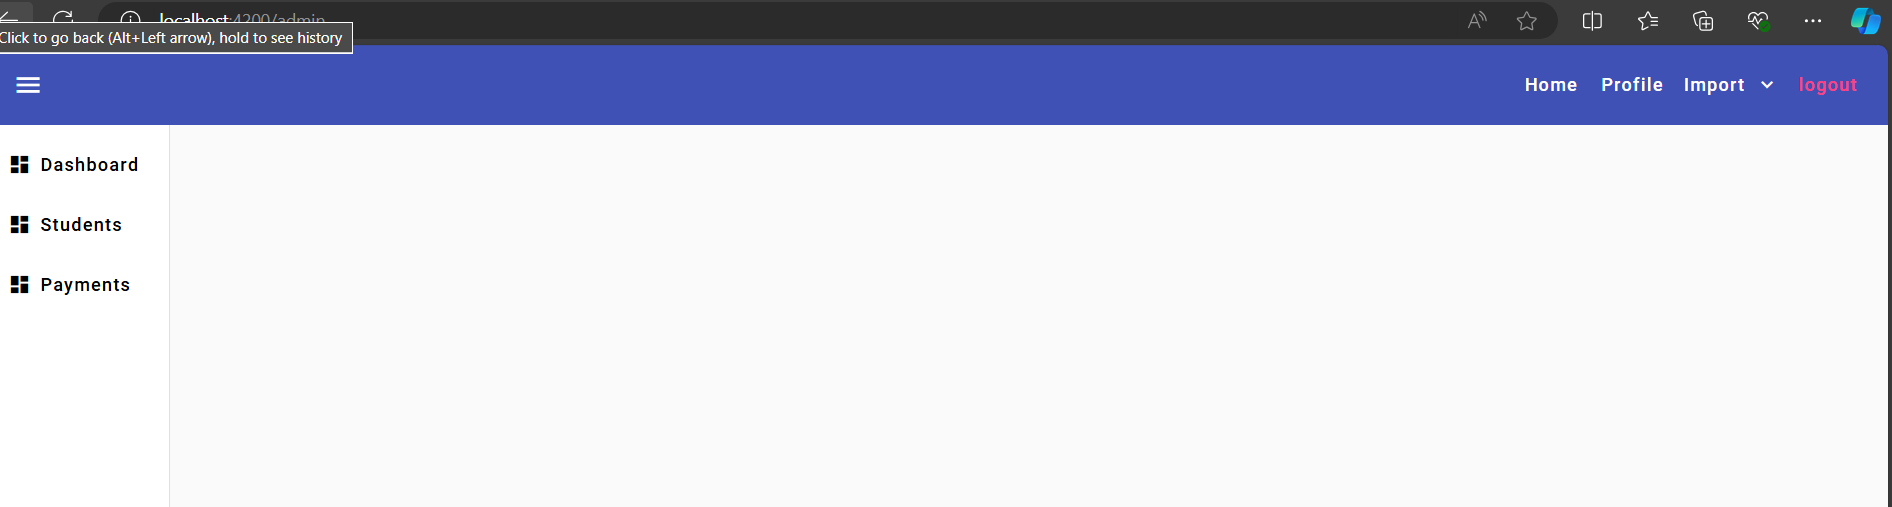 localhost:4200/admin
Click to go back (Alt+Left arrow), hold to see history
Home Profile Import logout
Dashboard
Students
Payments